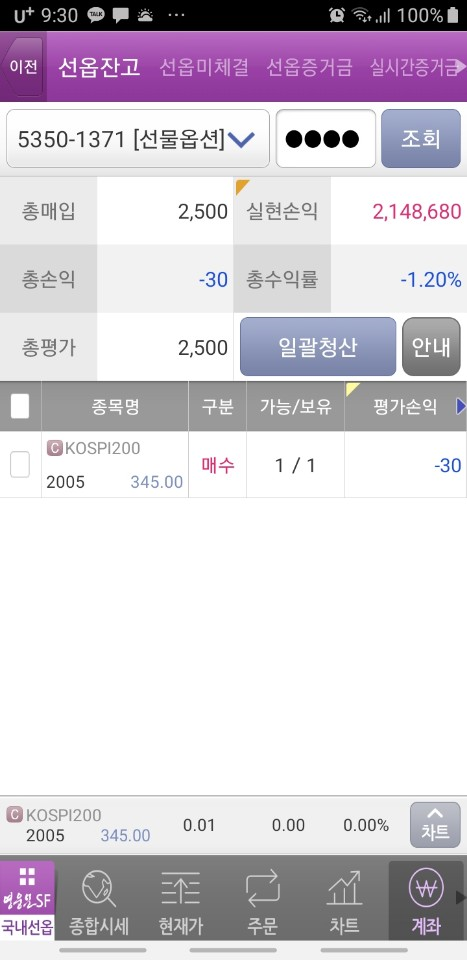 U+ 9:30 TALK ... 100%
이전 선옵잔고 선옵미체결 선옵증거금 실시간증거금
5350-1371 [선물옵션] ●●●● 조회
총매입 2,500 실현손익 2,148,680
총손익 -30 총수익률 -1.20%
총평가 2,500 일괄청산 안내
종목명 구분 가능/보유 평가손익
C KOSPI200
2005 345.00 매수 1 / 1 -30
C KOSPI200
2005 345.00 0.01 0.00 0.00% 차트
영웅문SF
국내선옵 종합시세 현재가 주문 차트 계좌